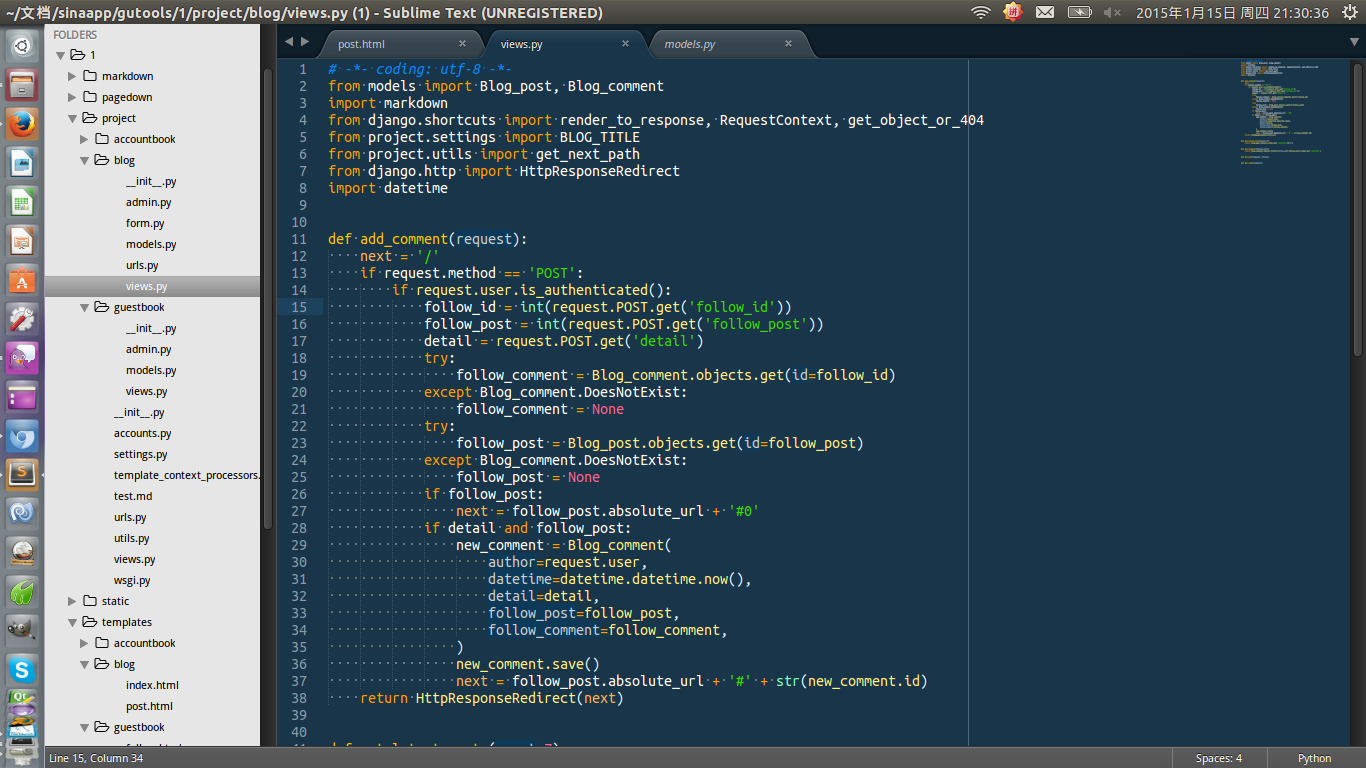 ~/文档/sinaapp/gutools/1/project/blog/views.py (1) - Sublime Text (UNREGISTERED)
拼
2015年1月15日 周四 21:30:36
FOLDERS
1
markdown
pagedown
project
accountbook
blog
__init__.py
admin.py
form.py
models.py
urls.py
views.py
guestbook
__init__.py
admin.py
models.py
views.py
__init__.py
accounts.py
settings.py
template_context_processors.
test.md
urls.py
utils.py
views.py
wsgi.py
static
templates
accountbook
blog
index.html
post.html
guestbook
post.html
views.py
models.py
1 # -*- coding: utf-8 -*-
2 from models import Blog_post, Blog_comment
3 import markdown
4 from django.shortcuts import render_to_response, RequestContext, get_object_or_404
5 from project.settings import BLOG_TITLE
6 from project.utils import get_next_path
7 from django.http import HttpResponseRedirect
8 import datetime
9
10
11 def add_comment(request):
12     next = '/'
13     if request.method == 'POST':
14         if request.user.is_authenticated():
15             follow_id = int(request.POST.get('follow_id'))
16             follow_post = int(request.POST.get('follow_post'))
17             detail = request.POST.get('detail')
18             try:
19                 follow_comment = Blog_comment.objects.get(id=follow_id)
20             except Blog_comment.DoesNotExist:
21                 follow_comment = None
22             try:
23                 follow_post = Blog_post.objects.get(id=follow_post)
24             except Blog_comment.DoesNotExist:
25                 follow_post = None
26             if follow_post:
27                 next = follow_post.absolute_url + '#0'
28             if detail and follow_post:
29                 new_comment = Blog_comment(
30                     author=request.user,
31                     datetime=datetime.datetime.now(),
32                     detail=detail,
33                     follow_post=follow_post,
34                     follow_comment=follow_comment,
35                 )
36                 new_comment.save()
37                 next = follow_post.absolute_url + '#' + str(new_comment.id)
38     return HttpResponseRedirect(next)
39
40
Line 15, Column 34
Spaces: 4
Python